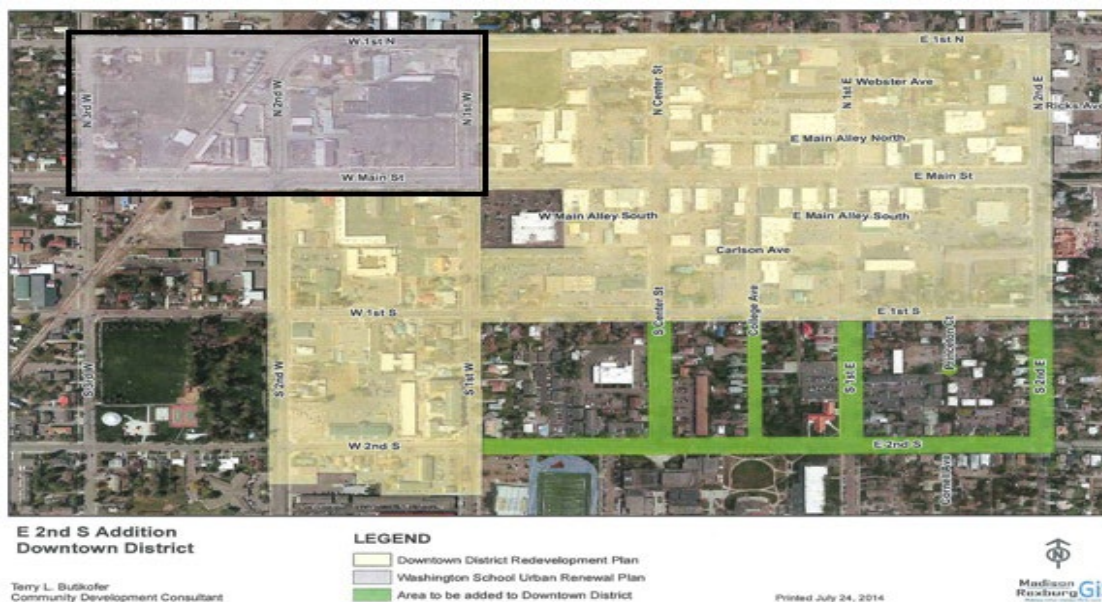 W 1st N
E 1st N
N 3rd W
N 2nd W
N 1st W
N Center St
N 1st E
Webster Ave
N 2nd E
Ricks Ave
E Main Alley North
W Main St
E Main St
W Main Alley South
E Main Alley South
Carlson Ave
W 1st S
E 1st S
S Center St
College Ave
Princeton Ct
S 3rd W
S 2nd W
S 1st W
S 1st E
S 2nd E
W 2nd S
E 2nd S
Cornell Ave
E 2nd S Addition
Downtown District
Terry L. Butikofer
Community Development Consultant
LEGEND
Downtown District Redevelopment Plan
Washington School Urban Renewal Plan
Area to be added to Downtown District
Printed July 24, 2014
N
Madison
Rexburg Gi